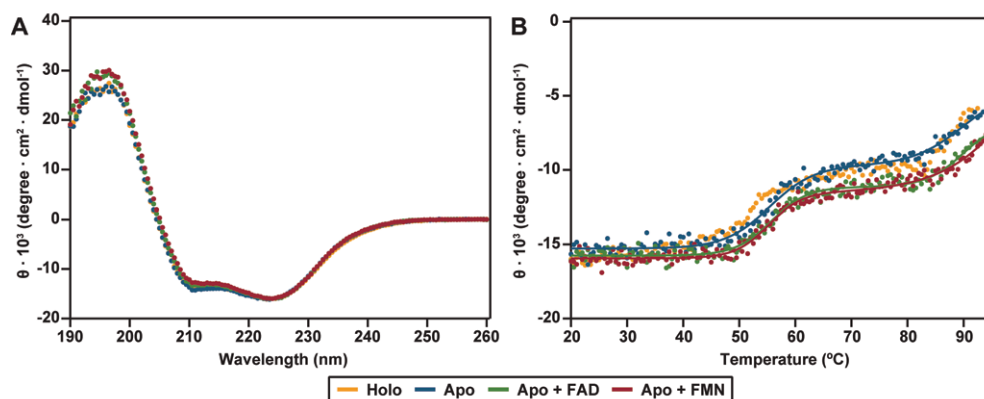 A
B
θ · 10³ (degree · cm² · dmol⁻¹)
40
30
20
10
0
-10
-20
190 200 210 220 230 240 250 260
Wavelength (nm)
θ · 10³ (degree · cm² · dmol⁻¹)
0
-5
-10
-15
-20
20 30 40 50 60 70 80 90
Temperature (ºC)
Holo Apo Apo + FAD Apo + FMN